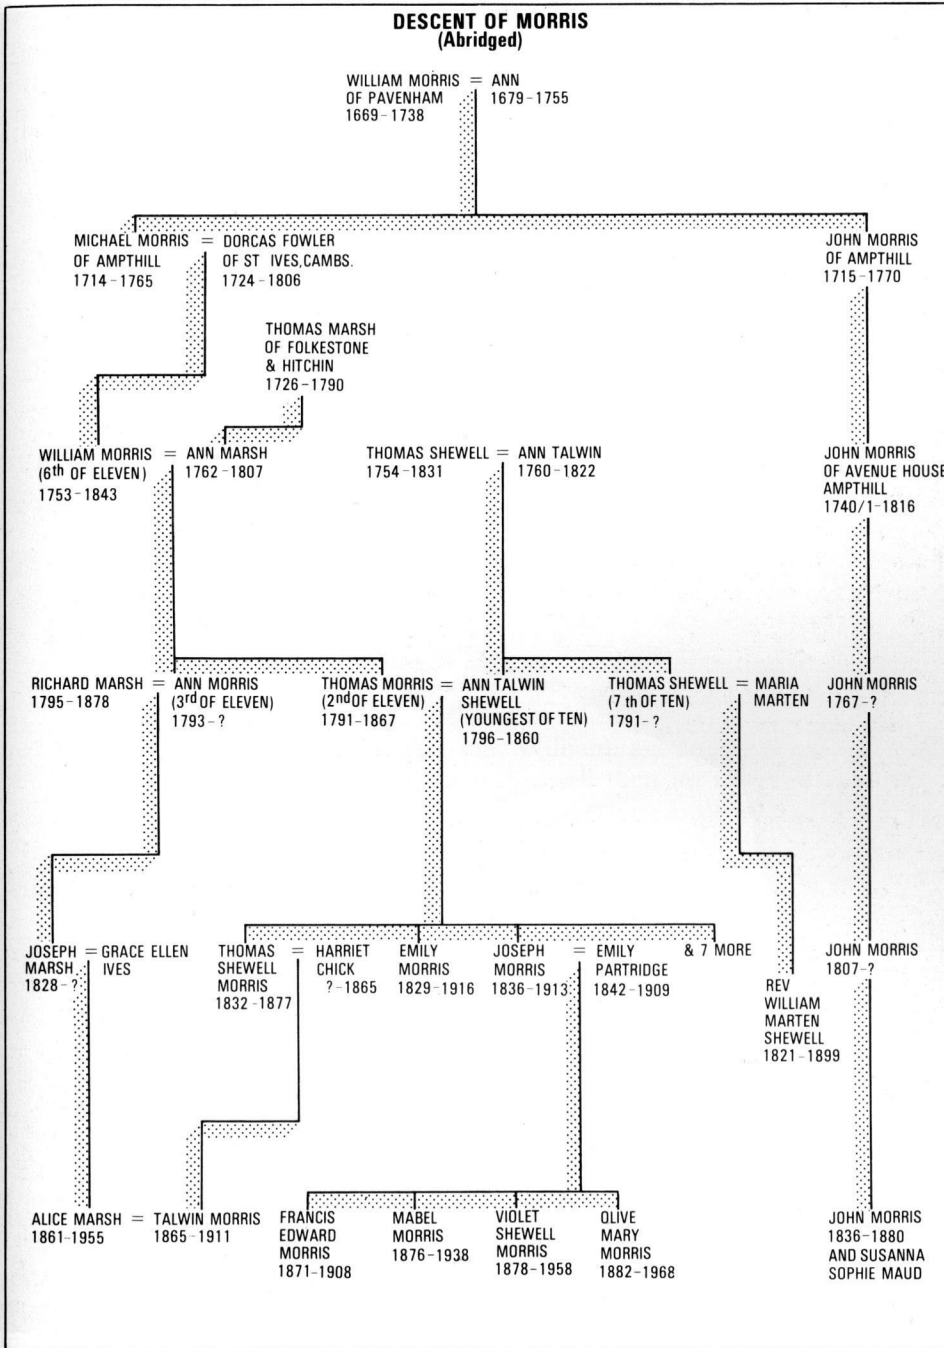 DESCENT OF MORRIS
(Abridged)
WILLIAM MORRIS = ANN
OF PAVENHAM 1679-1755
1669-1738
MICHAEL MORRIS = DORCAS FOWLER
OF AMPTHILL OF ST IVES, CAMBS.
1714-1765 1724-1806
JOHN MORRIS
OF AMPTHILL
1715-1770
THOMAS MARSH
OF FOLKESTONE
& HITCHIN
1726-1790
WILLIAM MORRIS = ANN MARSH
(6th OF ELEVEN) 1762-1807
1753-1843
THOMAS SHEWELL = ANN TALWIN
1754-1831 1760-1822
JOHN MORRIS
OF AVENUE HOUSE
AMPTHILL
1740/1-1816
RICHARD MARSH = ANN MORRIS
1795-1878 (3rd OF ELEVEN)
1793-?
THOMAS MORRIS = ANN TALWIN
(2nd OF ELEVEN) SHEWELL
1791-1867 (YOUNGEST OF TEN)
1796-1860
THOMAS SHEWELL = MARIA
(7th OF TEN) MARTEN
1791-?
JOHN MORRIS
1767-?
JOSEPH = GRACE ELLEN
MARSH IVES
1828-?
THOMAS = HARRIET
SHEWELL CHICK
MORRIS ?-1865
1832-1877
EMILY
MORRIS
1829-1916
JOSEPH = EMILY
MORRIS PARTRIDGE
1836-1913 1842-1909
& 7 MORE
REV
WILLIAM
MARTEN
SHEWELL
1821-1899
JOHN MORRIS
1807-?
ALICE MARSH = TALWIN MORRIS
1861-1955 1865-1911
FRANCIS
EDWARD
MORRIS
1871-1908
MABEL
MORRIS
1876-1938
VIOLET
SHEWELL
MORRIS
1878-1958
OLIVE
MARY
MORRIS
1882-1968
JOHN MORRIS
1836-1880
AND SUSANNA
SOPHIE MAUD